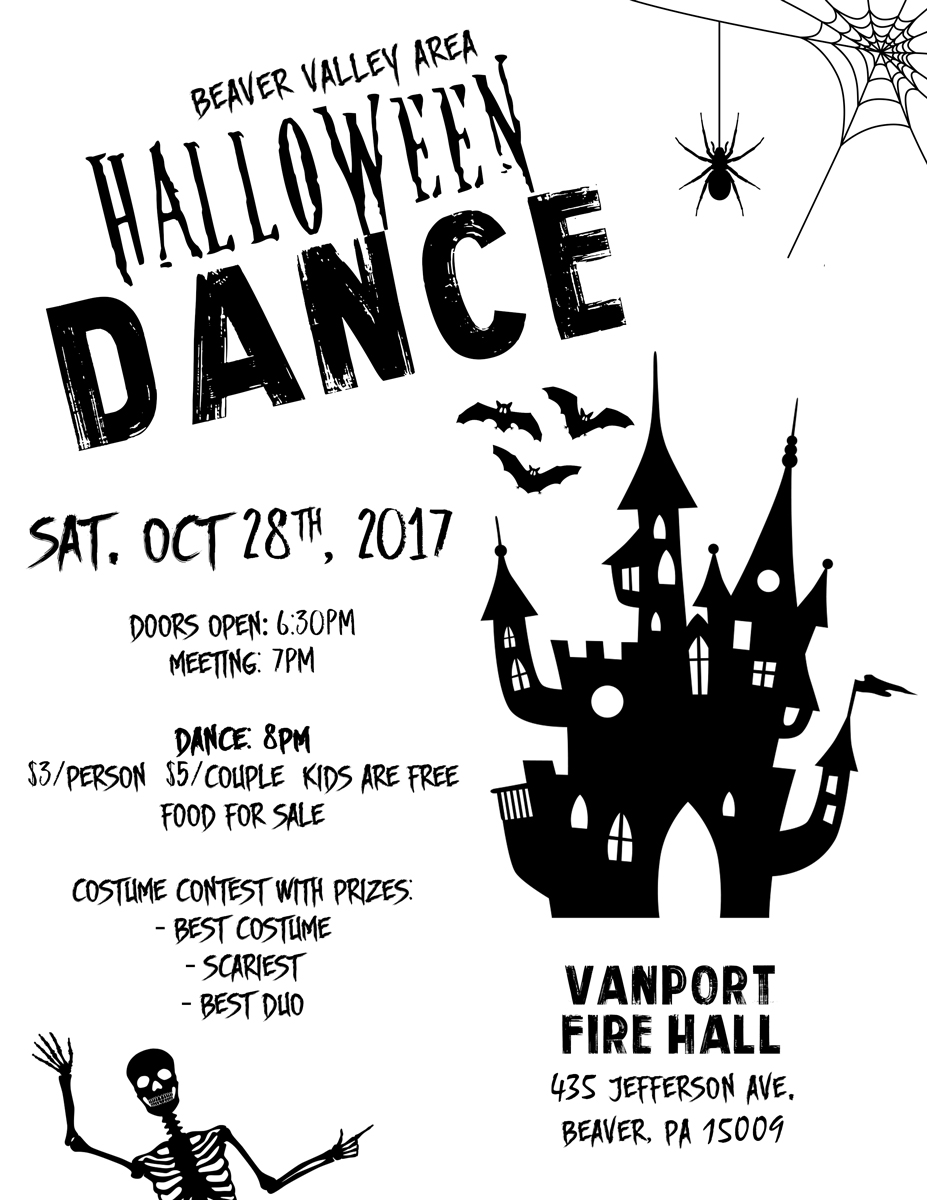 BEAVER VALLEY AREA
HALLOWEEN
DANCE
SAT. OCT 28TH, 2017
DOORS OPEN: 6:30PM
MEETING: 7PM
DANCE: 8PM
$3/PERSON $5/COUPLE KIDS ARE FREE
FOOD FOR SALE
COSTUME CONTEST WITH PRIZES:
- BEST COSTUME
- SCARIEST
- BEST DUO
VANPORT
FIRE HALL
435 JEFFERSON AVE.
BEAVER, PA 15009